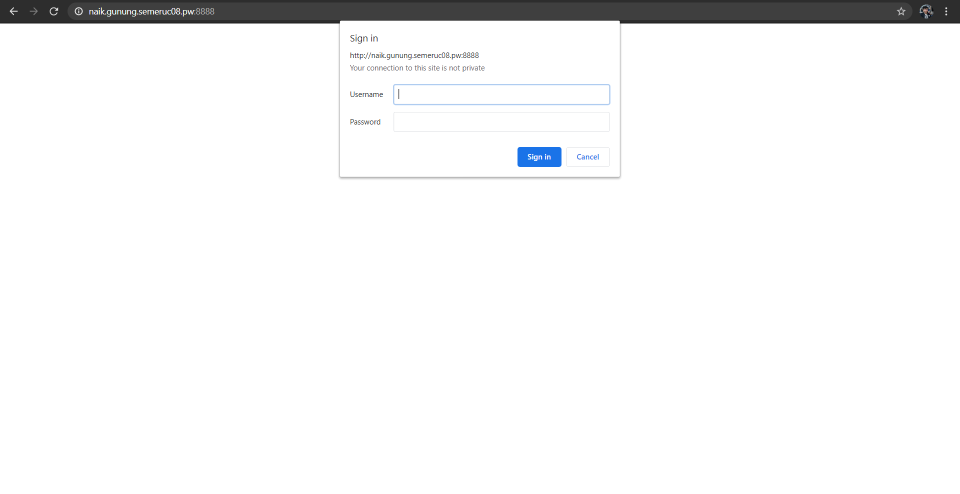 naik.gunung.semeruc08.pw:8888
Sign in
http://naik.gunung.semeruc08.pw:8888
Your connection to this site is not private
Username
Password
Sign in
Cancel